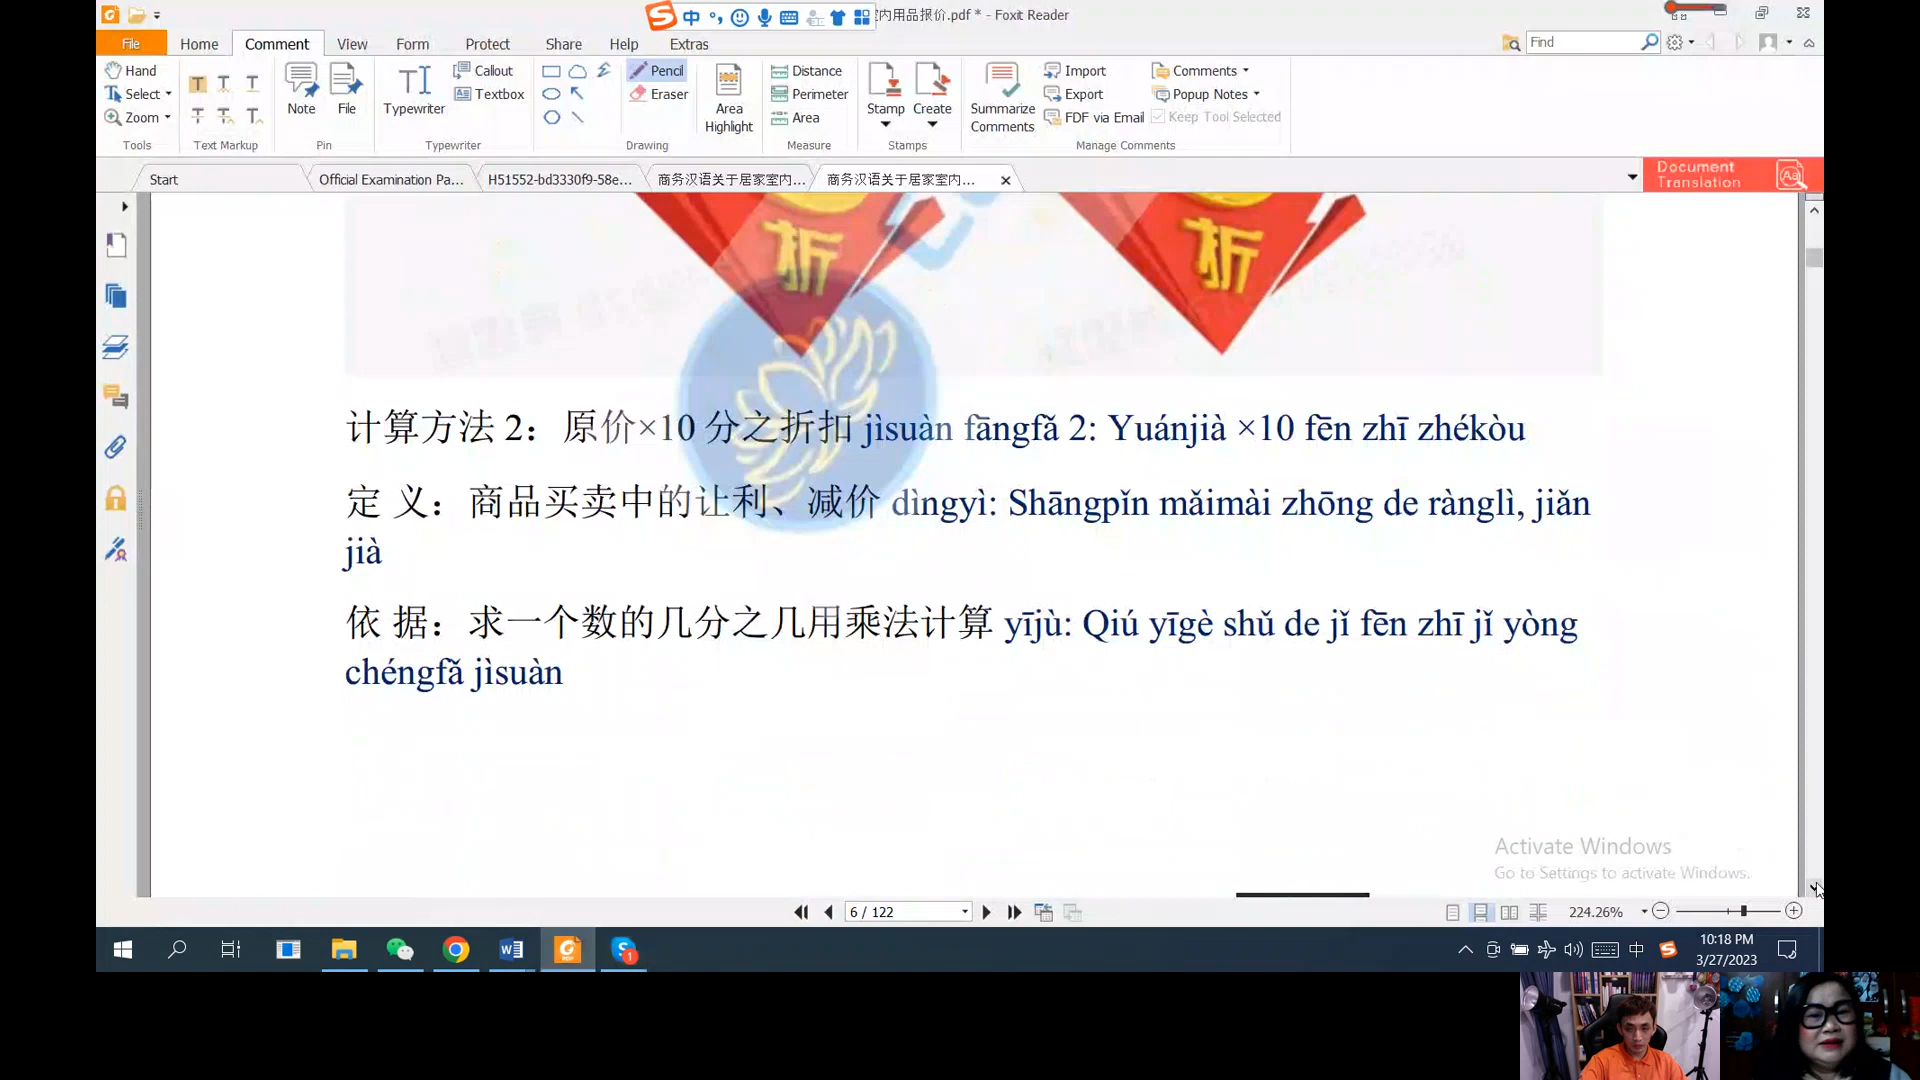 中
室内用品报价.pdf * - Foxit Reader
File Home Comment View Form Protect Share Help Extras
Find
Hand
Select
Zoom
Tools
Text Markup
Note
File
Pin
Typewriter
Callout
Textbox
Typewriter
Pencil
Eraser
Drawing
Area Highlight
Distance
Perimeter
Area
Measure
Stamp
Create
Stamps
Summarize Comments
Import
Export
FDF via Email
Comments
Popup Notes
Keep Tool Selected
Manage Comments
Start
Official Examination Pa...
H51552-bd3330f9-58e...
商务汉语关于居家室内...
商务汉语关于居家室内...
Document Translation
折 折
计算方法 2：原价×10 分之折扣 jìsuàn fāngfǎ 2: Yuánjià ×10 fēn zhī zhékòu
定 义：商品买卖中的让利、减价 dìngyì: Shāngpǐn mǎimài zhōng de rànglì, jiǎn
jià
依 据：求一个数的几分之几用乘法计算 yījù: Qiú yīgè shǔ de jǐ fēn zhī jǐ yòng
chéngfǎ jìsuàn
Activate Windows
Go to Settings to activate Windows.
6 / 122
224.26%
中
10:18 PM
3/27/2023
1